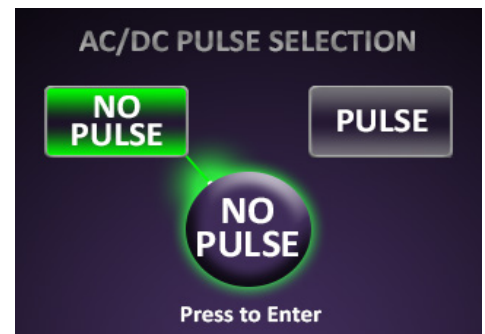 AC/DC PULSE SELECTION
NO
PULSE
PULSE
NO
PULSE
Press to Enter